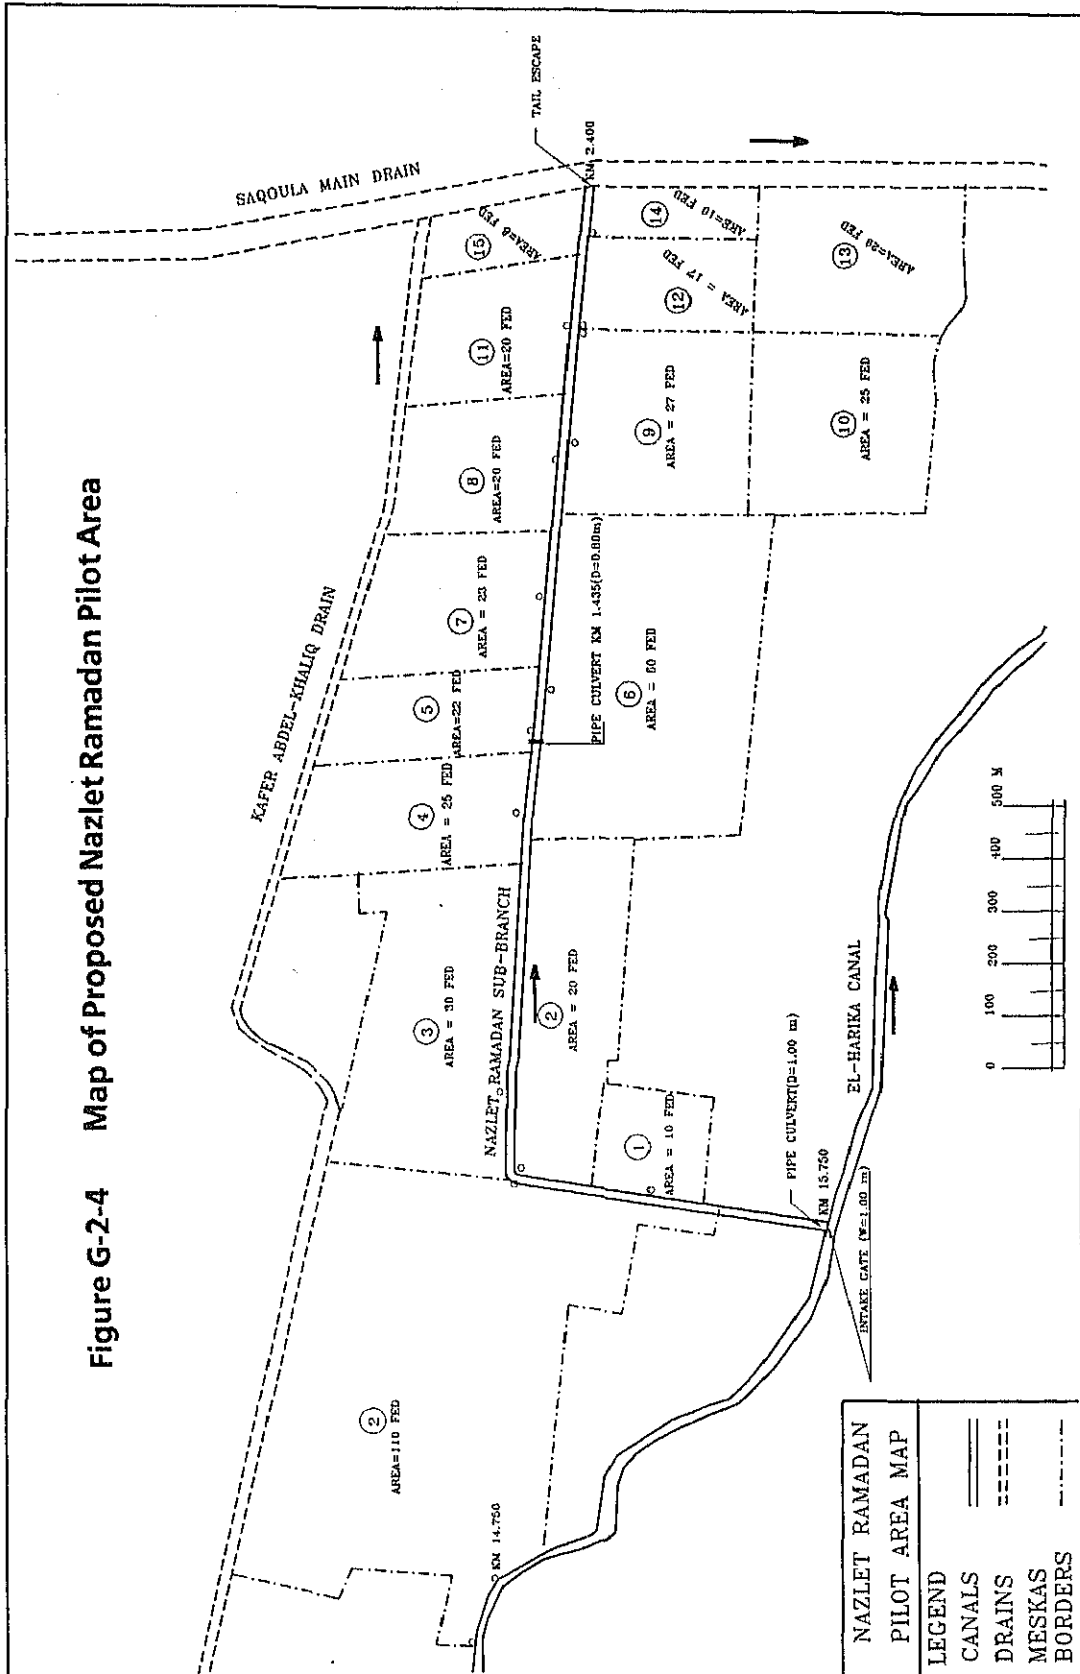 Figure G-2-4 Map of Proposed Nazlet Ramadan Pilot Area
SAQOULA MAIN DRAIN
TAIL ESCAPE
KM 2.400
KAFER ABDEL-KHALIQ DRAIN
15
AREA=8 FED
14
ARE=10 FED
13
AREA=29 FED
12
AREA = 17 FED
11
AREA=20 FED
8
AREA=20 FED
9
AREA = 27 FED
10
AREA = 25 FED
7
AREA = 23 FED
5
AREA=22 FED
4
AREA = 25 FED
PIPE CULVERT KM 1.435(D=0.80m)
6
AREA = 60 FED
3
AREA = 30 FED
NAZLET RAMADAN SUB-BRANCH
2
AREA = 20 FED
1
AREA = 10 FED
PIPE CULVERT(D=1.00 m)
KM 15.750
EL-HARIKA CANAL
INTAKE GATE (W=1.00 m)
2
AREA=110 FED
KM 14.750
0 100 200 300 400 500 M
NAZLET RAMADAN
PILOT AREA MAP
LEGEND
CANALS
DRAINS
MESKAS
BORDERS